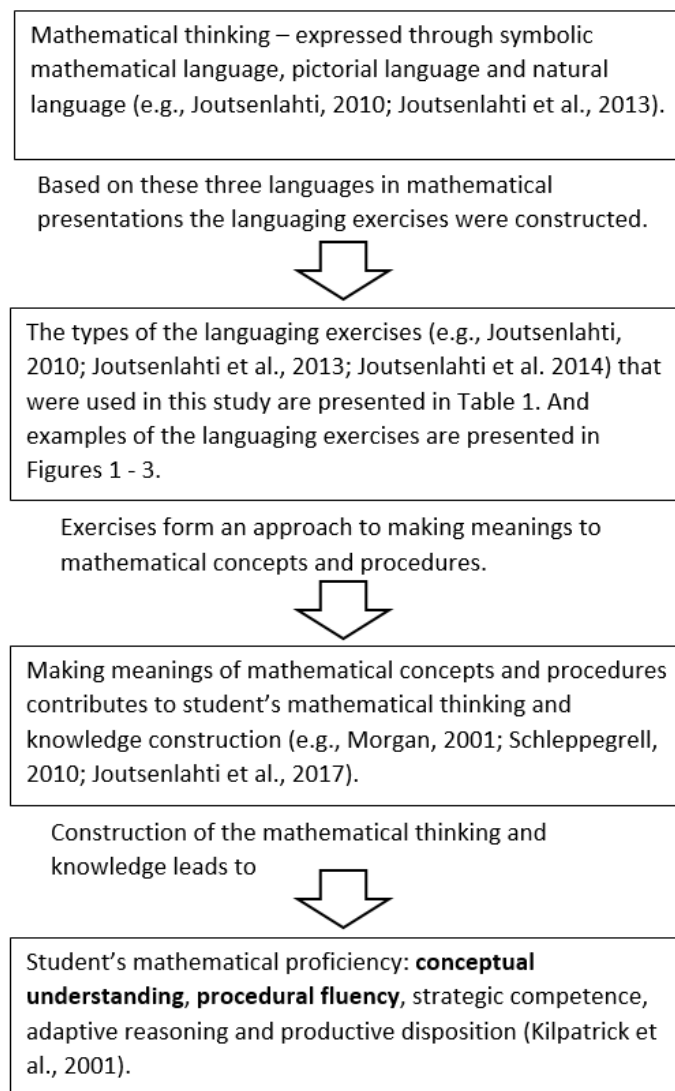 Mathematical thinking – expressed through symbolic
mathematical language, pictorial language and natural
language (e.g., Joutsenlahti, 2010; Joutsenlahti et al., 2013).
Based on these three languages in mathematical
presentations the languaging exercises were constructed.
The types of the languaging exercises (e.g., Joutsenlahti,
2010; Joutsenlahti et al., 2013; Joutsenlahti et al. 2014) that
were used in this study are presented in Table 1. And
examples of the languaging exercises are presented in
Figures 1 - 3.
Exercises form an approach to making meanings to
mathematical concepts and procedures.
Making meanings of mathematical concepts and procedures
contributes to student’s mathematical thinking and
knowledge construction (e.g., Morgan, 2001; Schleppegrell,
2010; Joutsenlahti et al., 2017).
Construction of the mathematical thinking and
knowledge leads to
Student’s mathematical proficiency: conceptual
understanding, procedural fluency, strategic competence,
adaptive reasoning and productive disposition (Kilpatrick et
al., 2001).